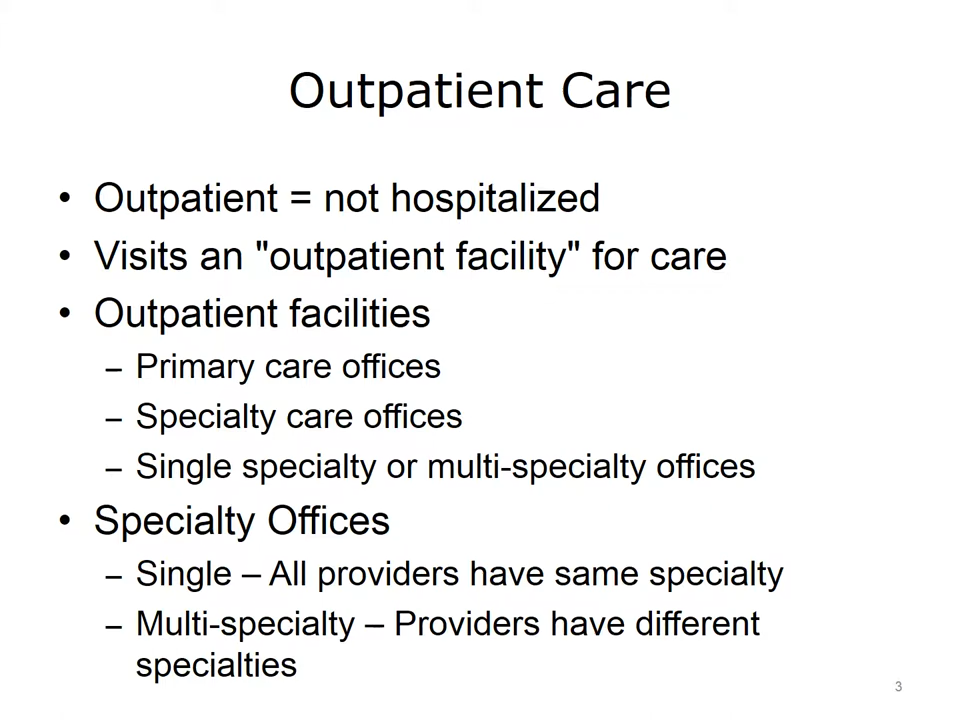 Outpatient Care
• Outpatient = not hospitalized
• Visits an "outpatient facility" for care
• Outpatient facilities
– Primary care offices
– Specialty care offices
– Single specialty or multi-specialty offices
• Specialty Offices
– Single – All providers have same specialty
– Multi-specialty – Providers have different
specialties
3